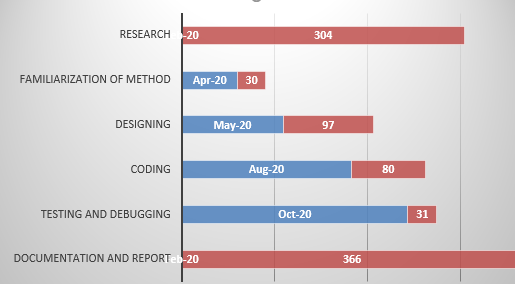 RESEARCH -20 304
FAMILIARIZATION OF METHOD Apr-20 30
DESIGNING May-20 97
CODING Aug-20 80
TESTING AND DEBUGGING Oct-20 31
DOCUMENTATION AND REPORT eb-20 366